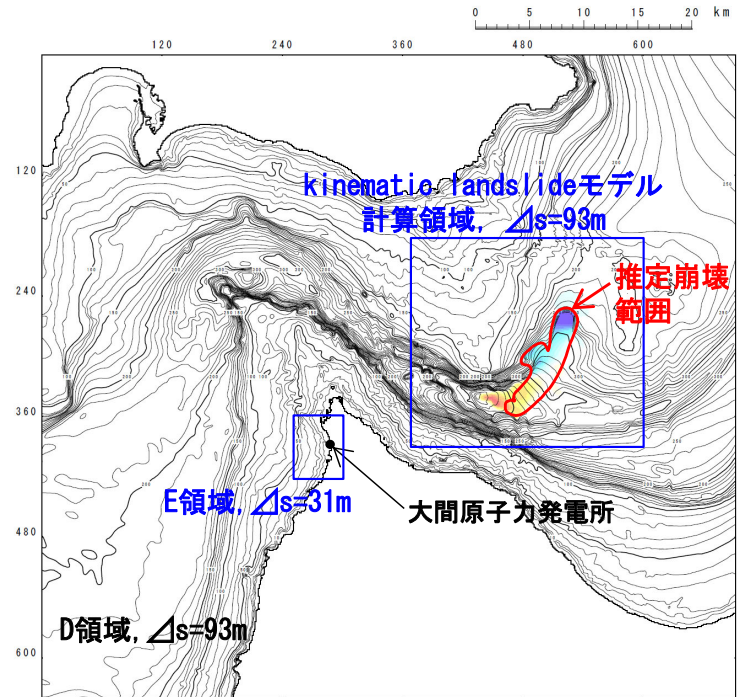 0 5 10 15 20 km
120 240 360 480 600
120
kinematic landslideモデル
計算領域, ⊿s=93m
240
推定崩壊
範囲
360
E領域, ⊿s=31m
大間原子力発電所
480
D領域, ⊿s=93m
600